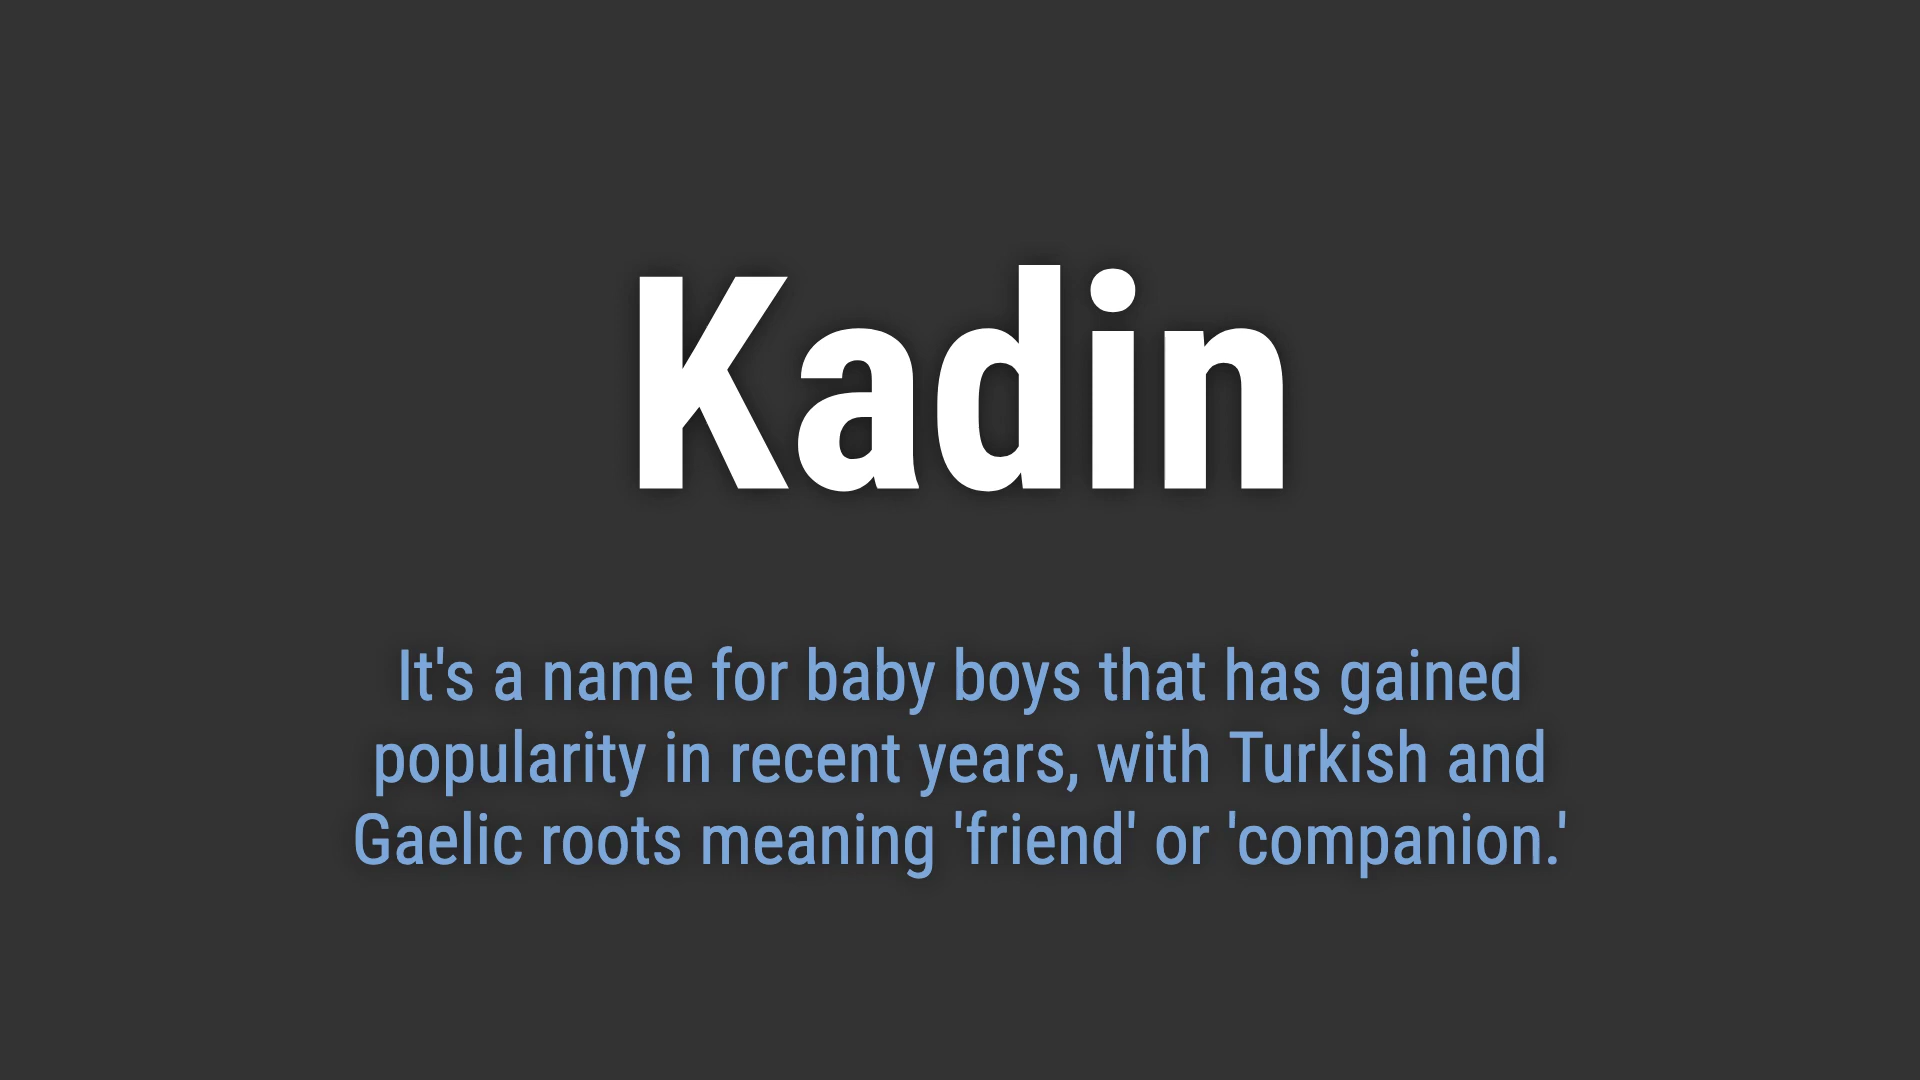 Kadin
It's a name for baby boys that has gained
popularity in recent years, with Turkish and
Gaelic roots meaning 'friend' or 'companion.'